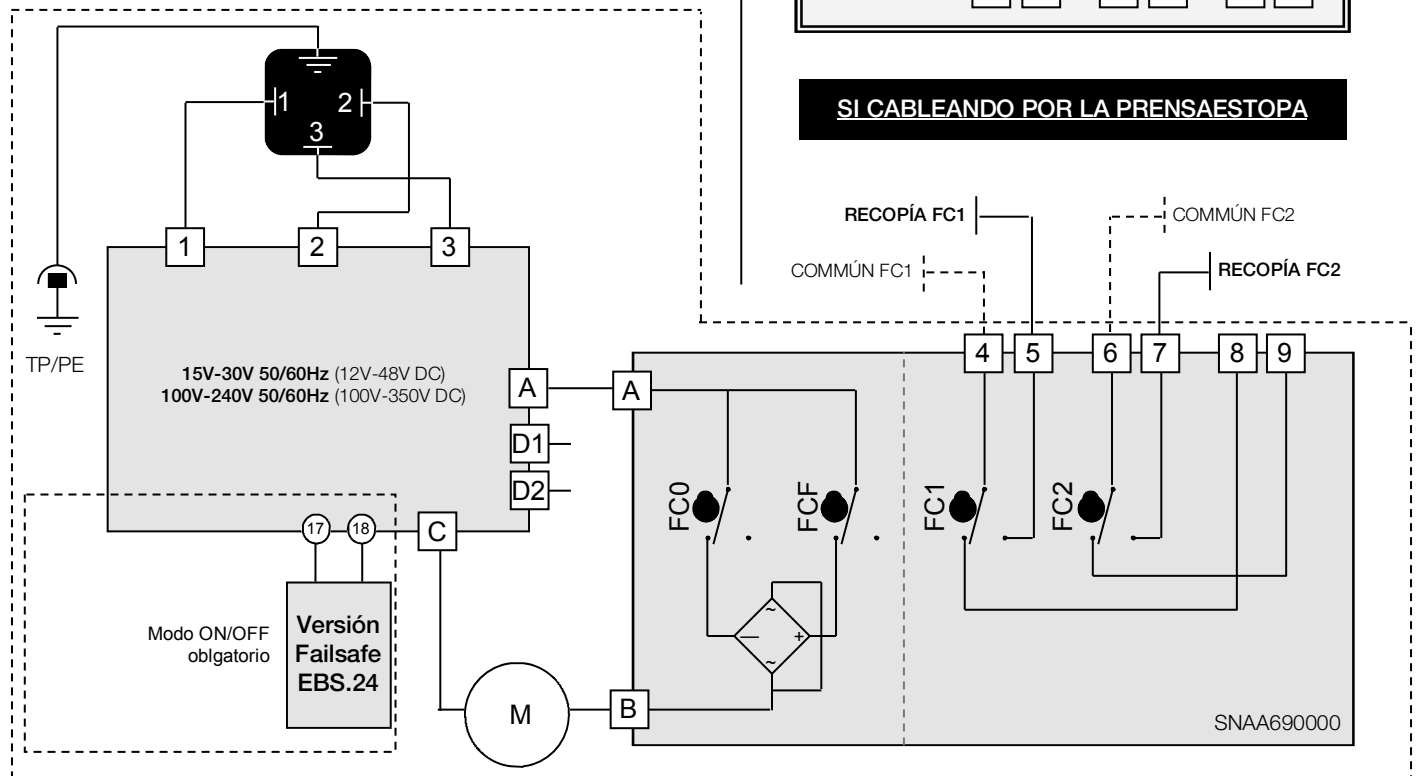 SI CABLEANDO POR LA PRENSAESTOPA
1
2
3
RECOPÍA FC1
COMMÚN FC2
COMMÚN FC1
RECOPÍA FC2
1
2
3
TP/PE
15V-30V 50/60Hz (12V-48V DC)
100V-240V 50/60Hz (100V-350V DC)
A
D1
D2
17
18
C
Modo ON/OFF
oblgatorio
Versión
Failsafe
EBS.24
M
A
B
4
5
6
7
8
9
FC0
FCF
FC1
FC2
~
—
+
~
SNAA690000